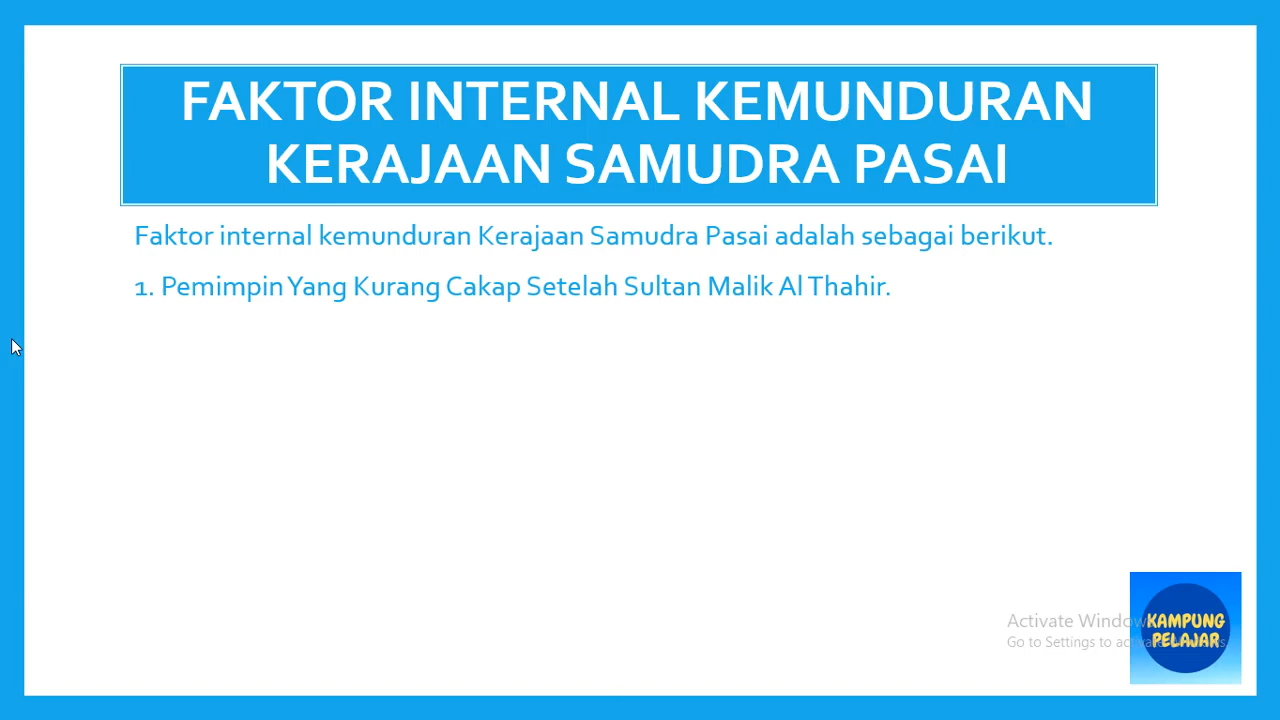 FAKTOR INTERNAL KEMUNDURAN
KERAJAAN SAMUDRA PASAI
Faktor internal kemunduran Kerajaan Samudra Pasai adalah sebagai berikut.
1. Pemimpin Yang Kurang Cakap Setelah Sultan Malik Al Thahir.
Activate Window
Go to Settings to
KAMPUNG
PELAJAR